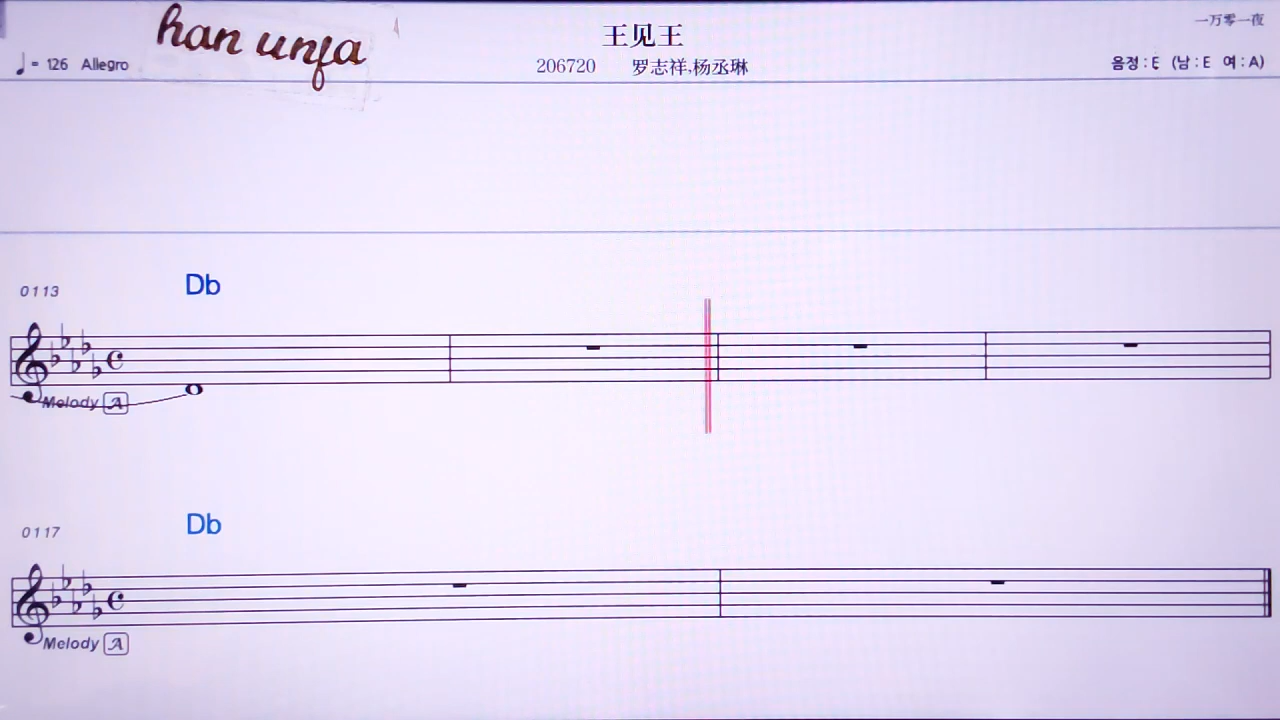 han unfa
王见王
一万零一夜
♩= 126 Allegro
206720 罗志祥,杨丞琳
음정 : E (남 : E 여 : A)
0113
Db
Melody A
0117
Db
Melody A